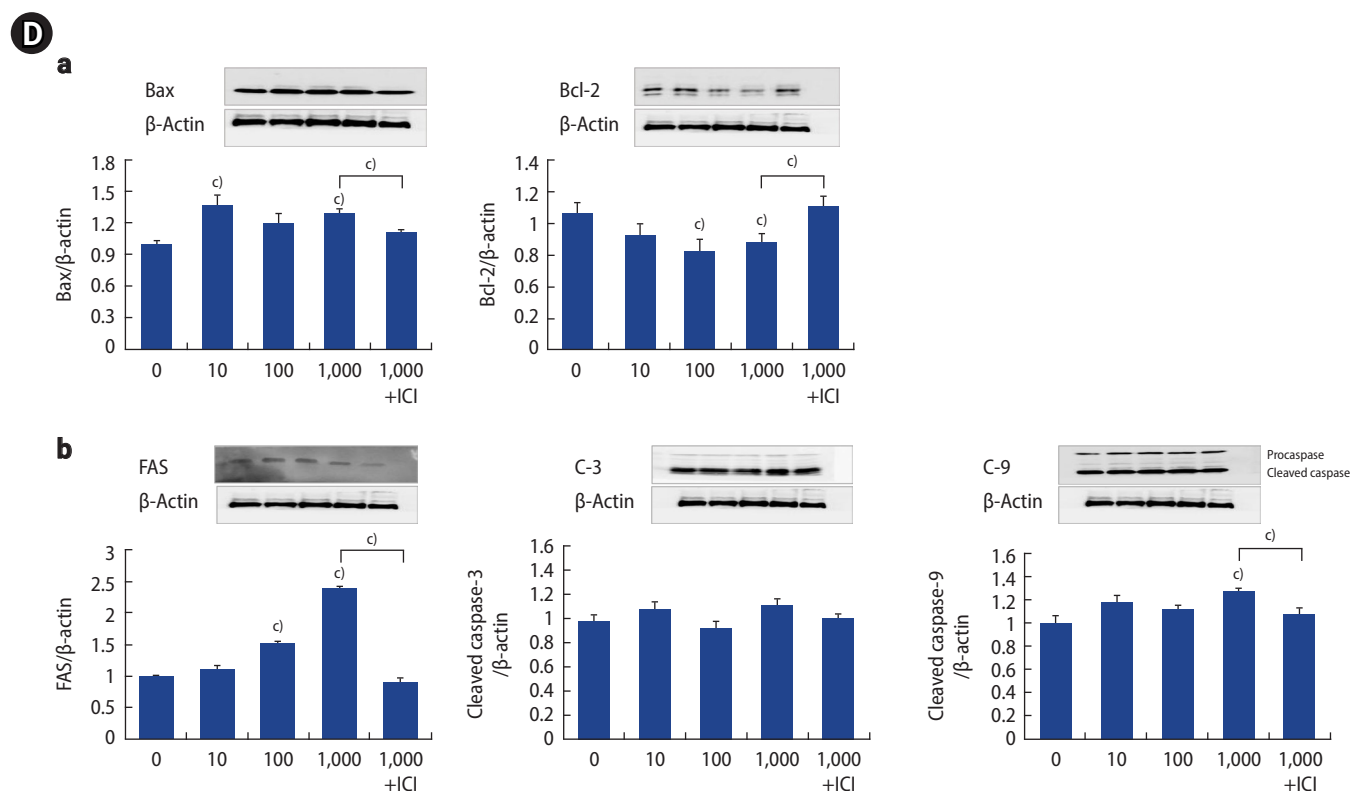 D
a
Bax
β-Actin
1.8
1.5
1.2
0.9
0.6
0.3
0
Bax/β-actin
c)
c)
c)
0
10
100
1,000
1,000
+ICI
Bcl-2
β-Actin
1.4
1.2
1
0.8
0.6
0.2
0
Bcl-2/β-actin
c)
c)
c)
0
10
100
1,000
1,000
+ICI
b
FAS
β-Actin
3
2.5
2
1.5
1
0.5
0
FAS/β-actin
c)
c)
c)
0
10
100
1,000
1,000
+ICI
C-3
β-Actin
1.6
1.4
1.2
1
0.8
0.6
0.4
0.2
0
Cleaved caspase-3
/β-actin
0
10
100
1,000
1,000
+ICI
C-9
β-Actin
Procaspase
Cleaved caspase
1.6
1.4
1.2
1
0.8
0.6
0.4
0.2
0
Cleaved caspase-9
/β-actin
c)
c)
0
10
100
1,000
1,000
+ICI